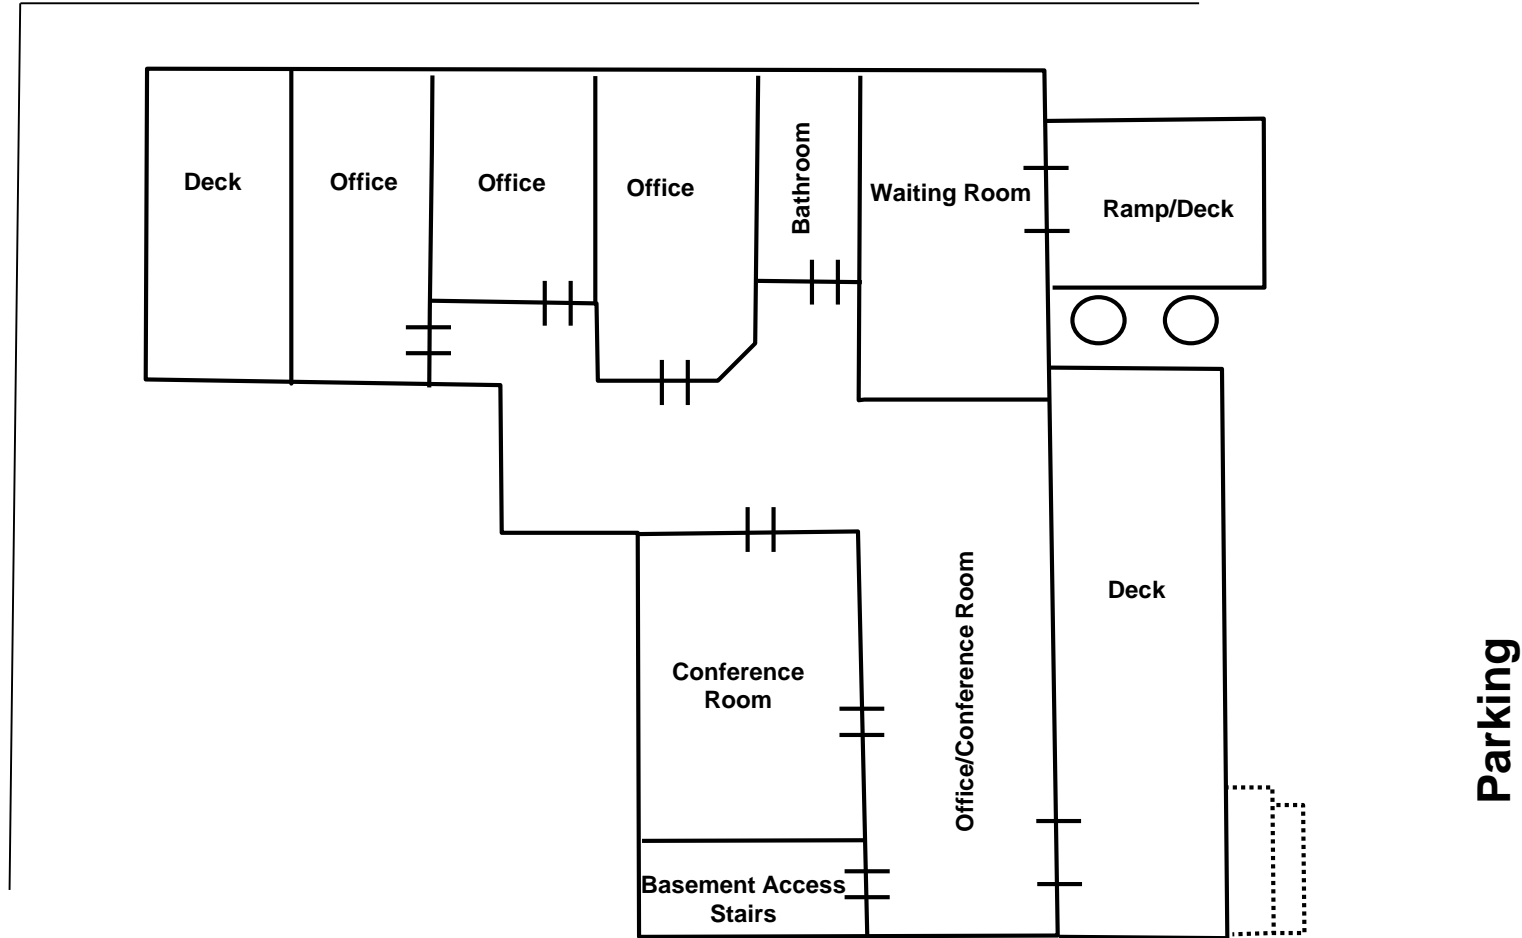 Deck
Office
Office
Office
Bathroom
Waiting Room
Ramp/Deck
Conference
Room
Office/Conference Room
Deck
Parking
Basement Access
Stairs